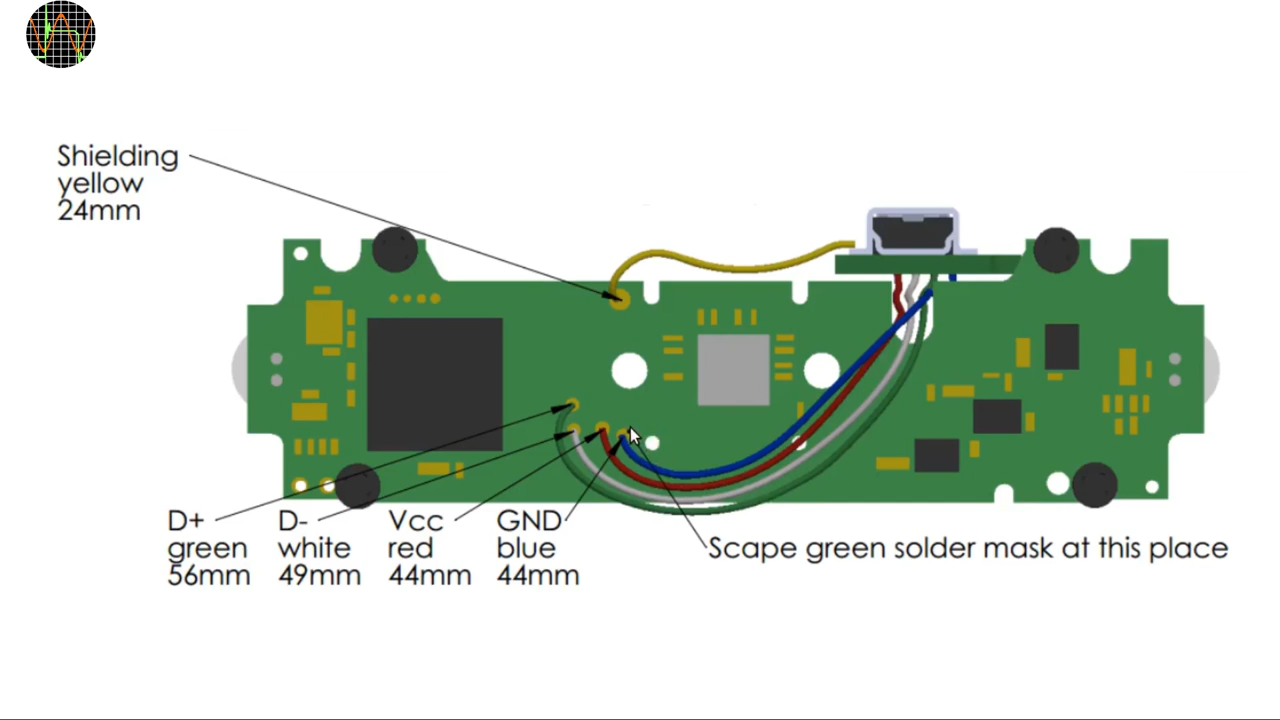 Shielding
yellow
24mm
D+
green
56mm
D-
white
49mm
Vcc
red
44mm
GND
blue
44mm
Scape green solder mask at this place